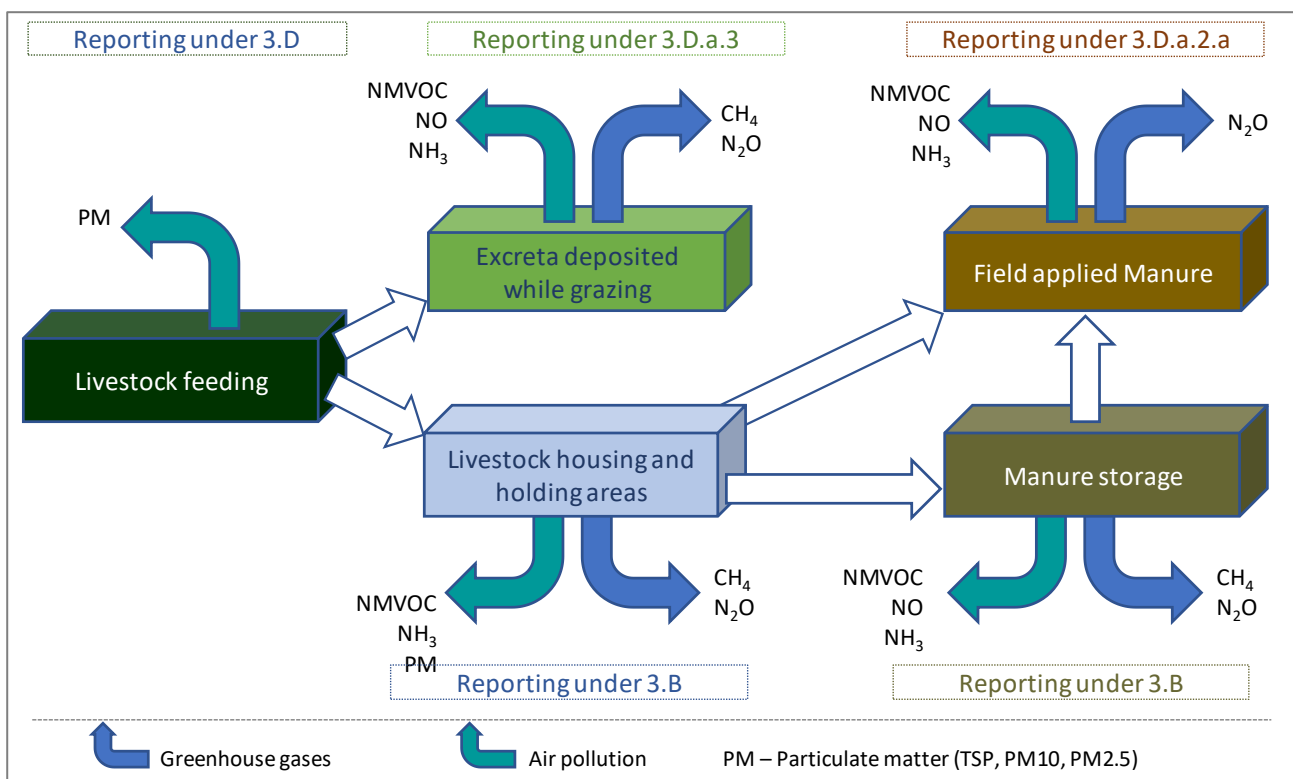 Reporting under 3.D
Reporting under 3.D.a.3
Reporting under 3.D.a.2.a
NMVOC
NO
NH₃
CH₄
N₂O
NMVOC
NO
NH₃
N₂O
PM
Excreta deposited
while grazing
Field applied Manure
Livestock feeding
Livestock housing and
holding areas
Manure storage
NMVOC
NH₃
PM
CH₄
N₂O
NMVOC
NO
NH₃
CH₄
N₂O
Reporting under 3.B
Reporting under 3.B
Greenhouse gases
Air pollution
PM – Particulate matter (TSP, PM10, PM2.5)